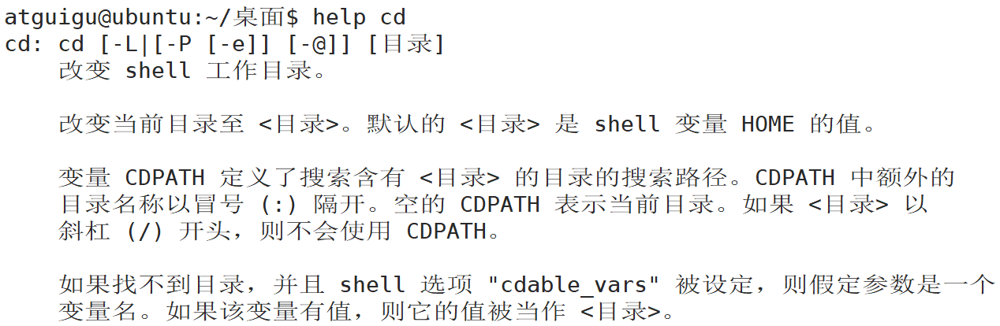 atguigu@ubuntu:~/桌面$ help cd
cd: cd [-L|[-P [-e]] [-@]] [目录]
改变 shell 工作目录。
改变当前目录至 <目录>。默认的 <目录> 是 shell 变量 HOME 的值。
变量 CDPATH 定义了搜索含有 <目录> 的目录的搜索路径。CDPATH 中额外的
目录名称以冒号 (:) 隔开。空的 CDPATH 表示当前目录。如果 <目录> 以
斜杠 (/) 开头，则不会使用 CDPATH。
如果找不到目录，并且 shell 选项 "cdable_vars" 被设定，则假定参数是一个
变量名。如果该变量有值，则它的值被当作 <目录>。